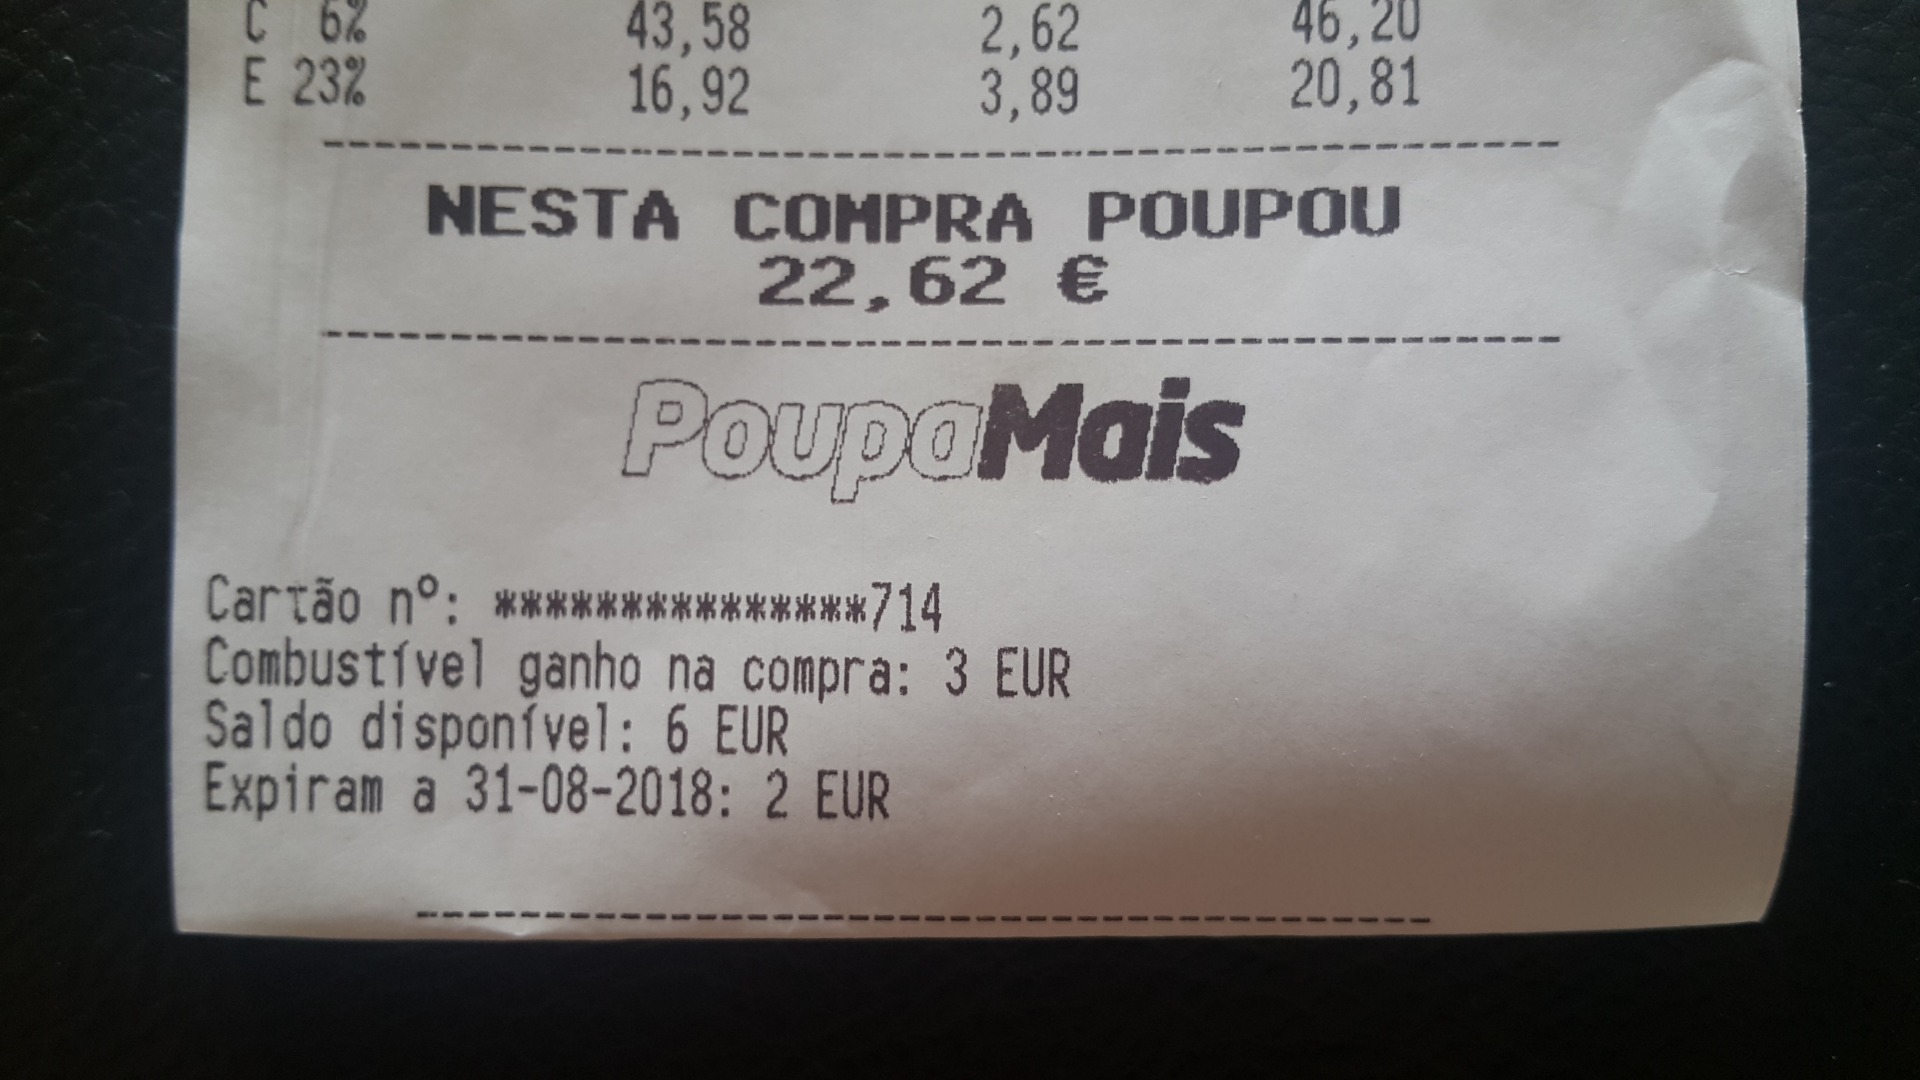 C 6% 43,58 2,62 46,20
E 23% 16,92 3,89 20,81
NESTA COMPRA POUPOU
22,62 €
PoupaMais
Cartão nº: ***************714
Combustível ganho na compra: 3 EUR
Saldo disponível: 6 EUR
Expiram a 31-08-2018: 2 EUR